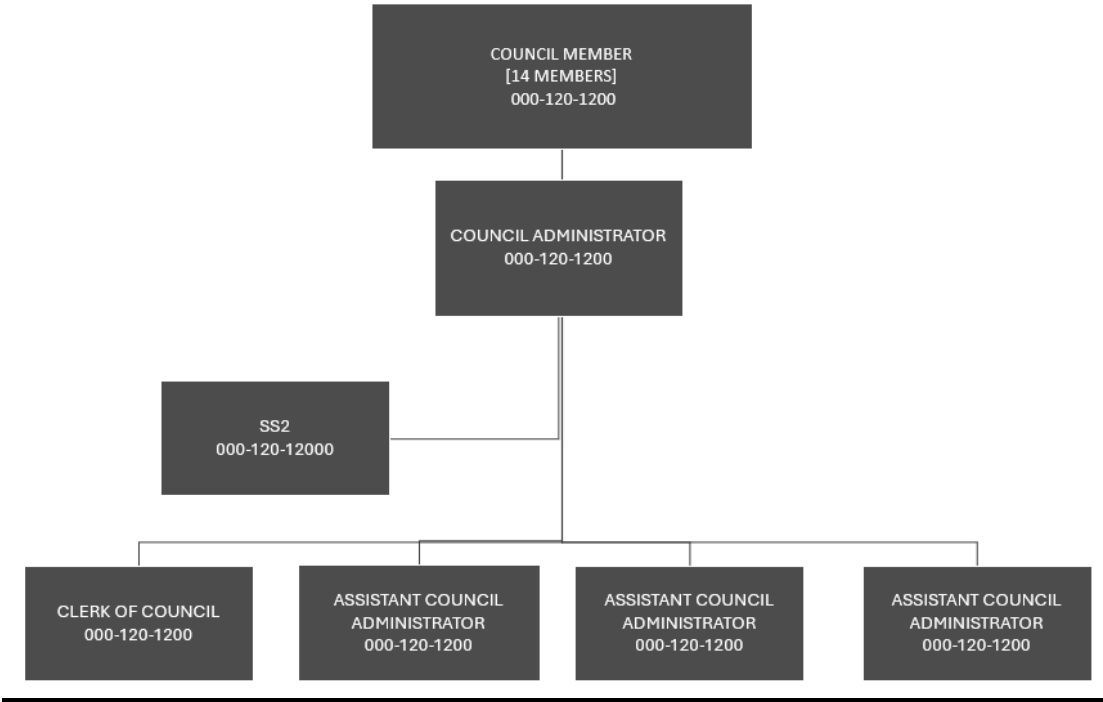 COUNCIL MEMBER
[14 MEMBERS]
000-120-1200
COUNCIL ADMINISTRATOR
000-120-1200
SS2
000-120-12000
CLERK OF COUNCIL
000-120-1200
ASSISTANT COUNCIL
ADMINISTRATOR
000-120-1200
ASSISTANT COUNCIL
ADMINISTRATOR
000-120-1200
ASSISTANT COUNCIL
ADMINISTRATOR
000-120-1200